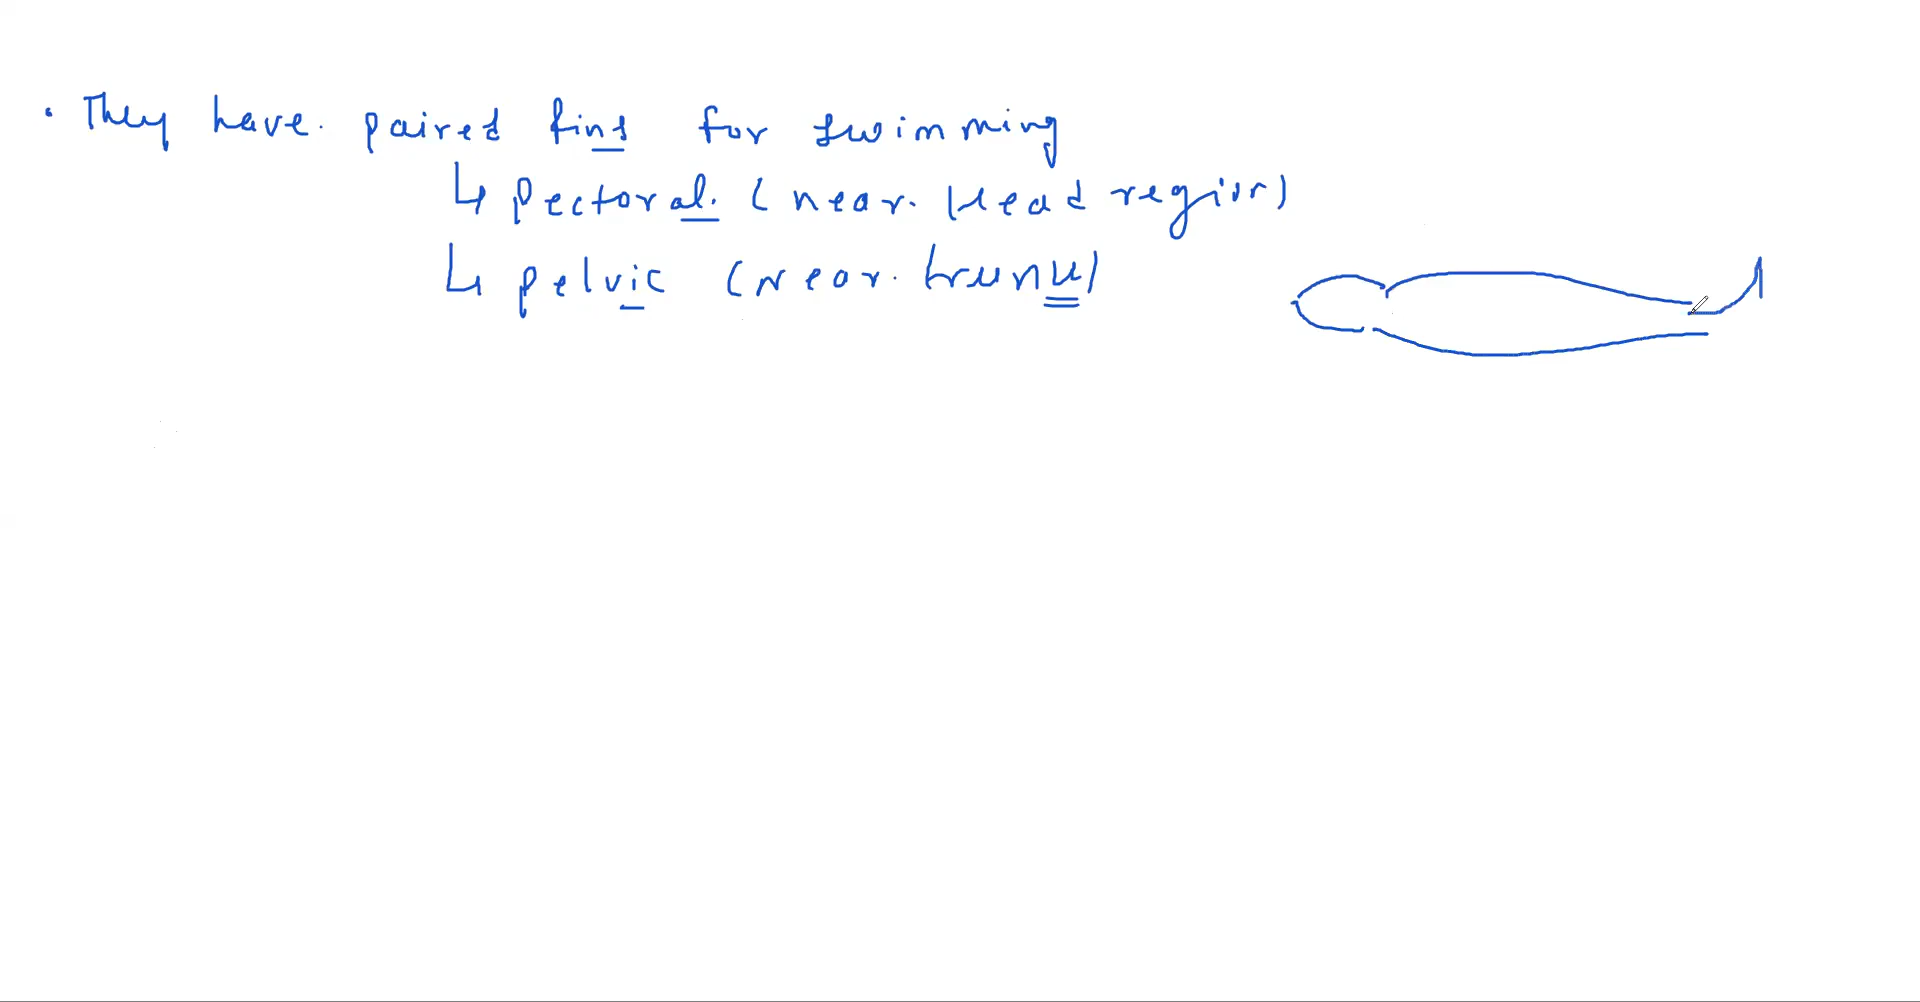 • They have. paired fins for swimming
↳ Pectoral. (near. Head region)
↳ pelvic (near. trunk)